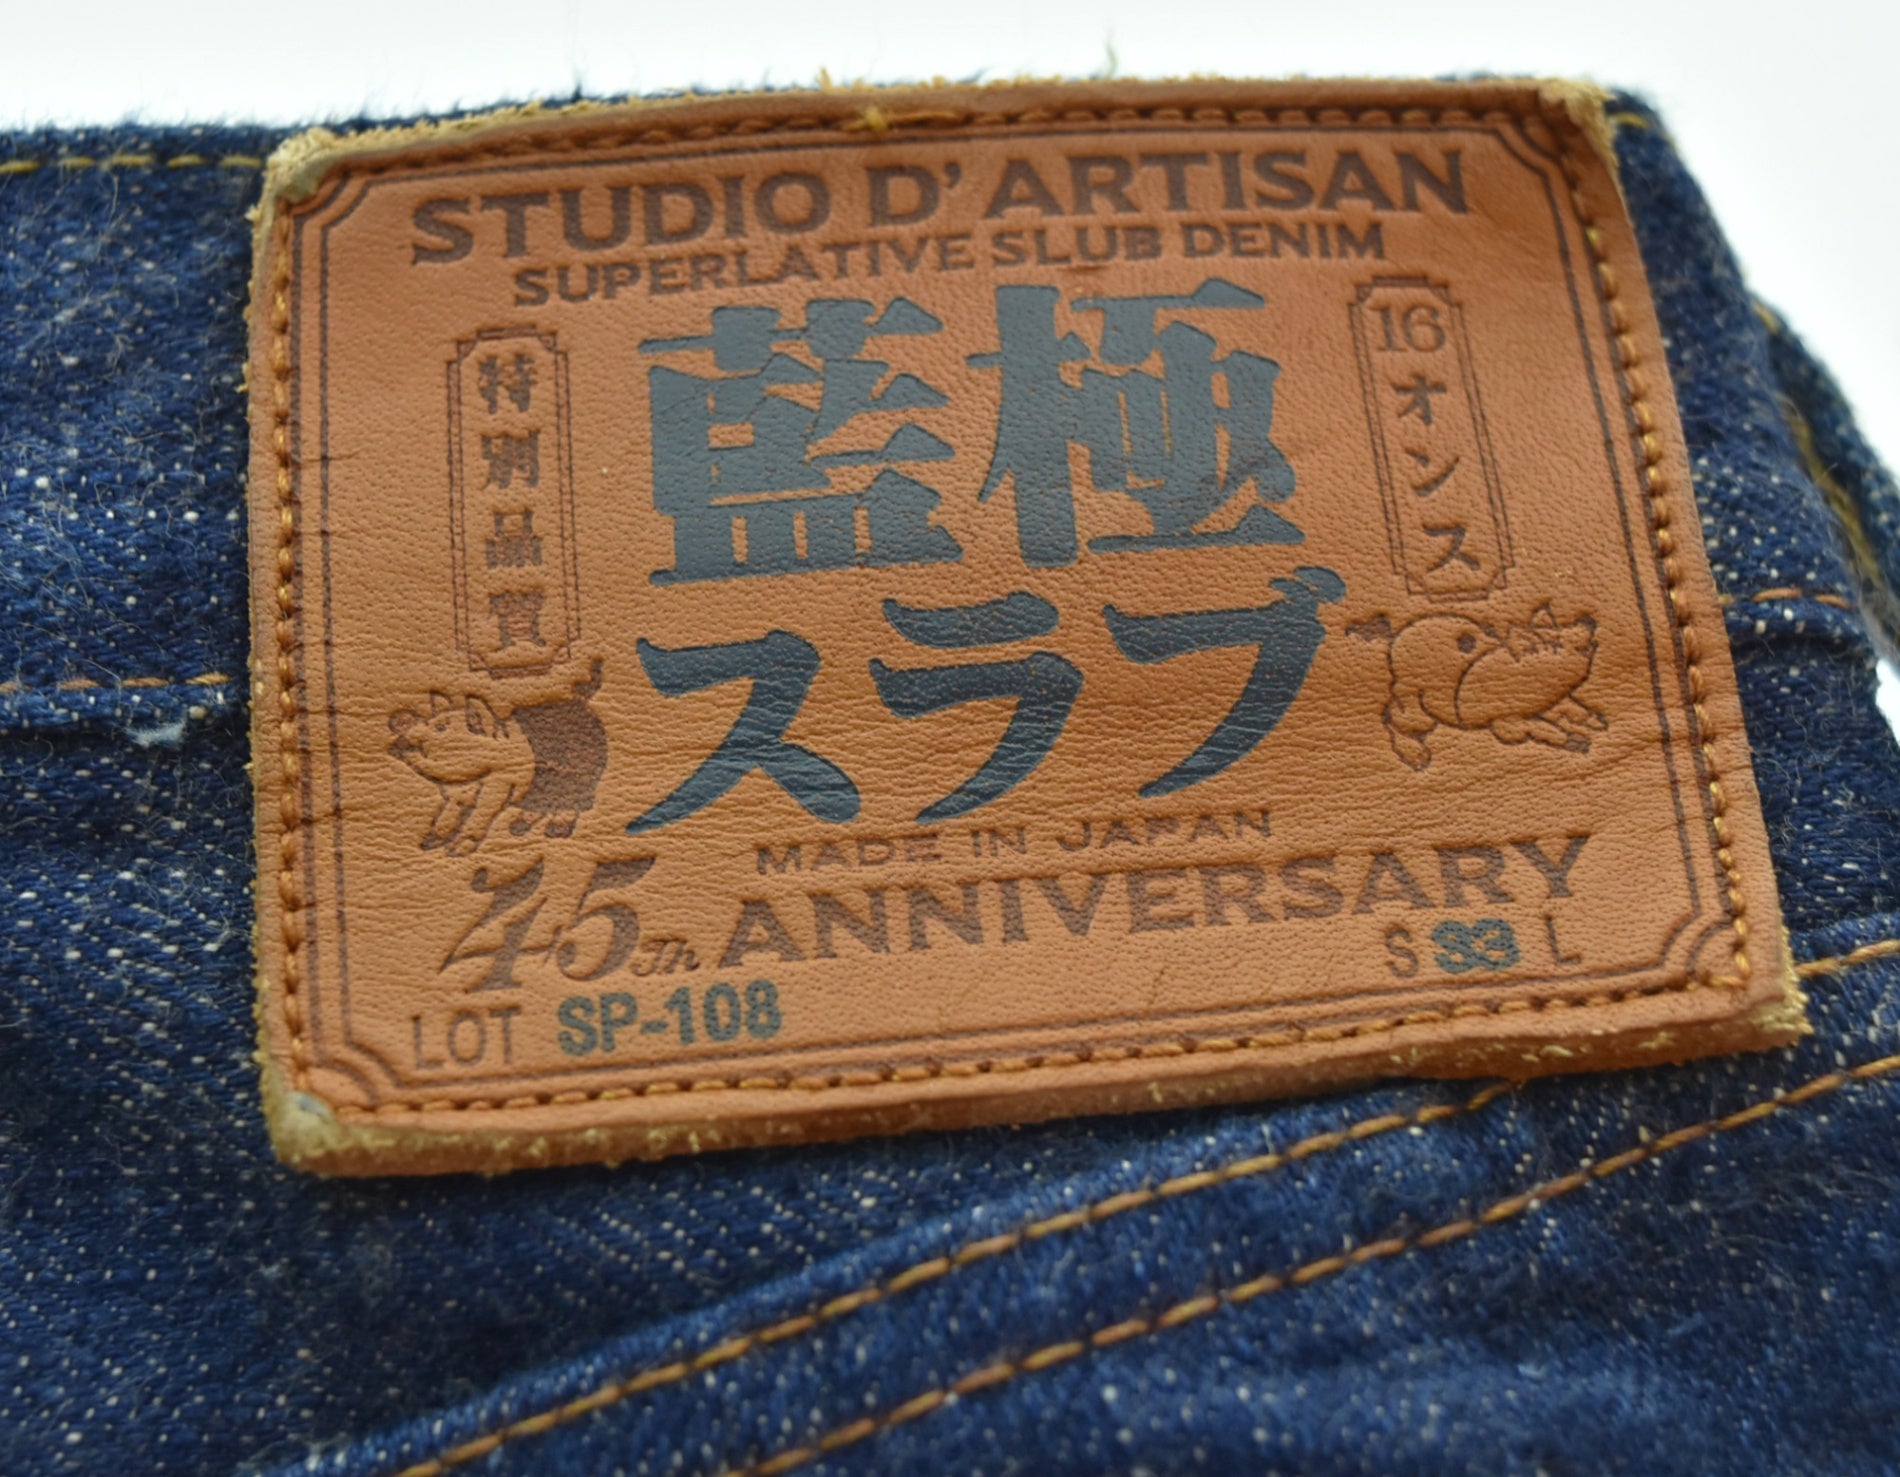 STUDIO D'ARTISAN
SUPERLATIVE SLUB DENIM
特別品質
藍極
スラブ
16オンス
MADE IN JAPAN
45Th ANNIVERSARY
S 33 L
LOT SP-108